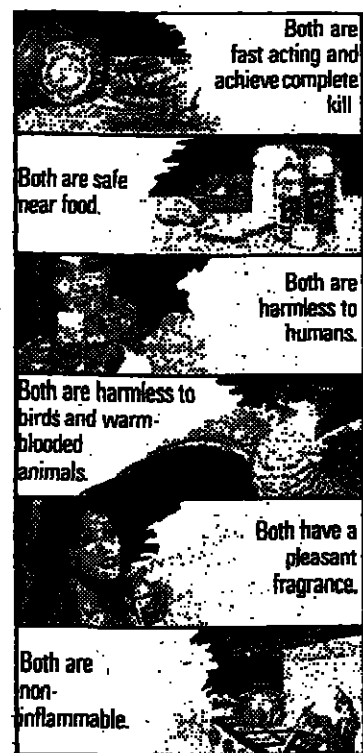 Both are
fast acting and
achieve complete
kill
Both are safe
near food.
Both are
harmless to
humans.
Both are harmless to
birds and warm-
blooded
animals.
Both have a
pleasant
fragrance.
Both are
non-
inflammable.